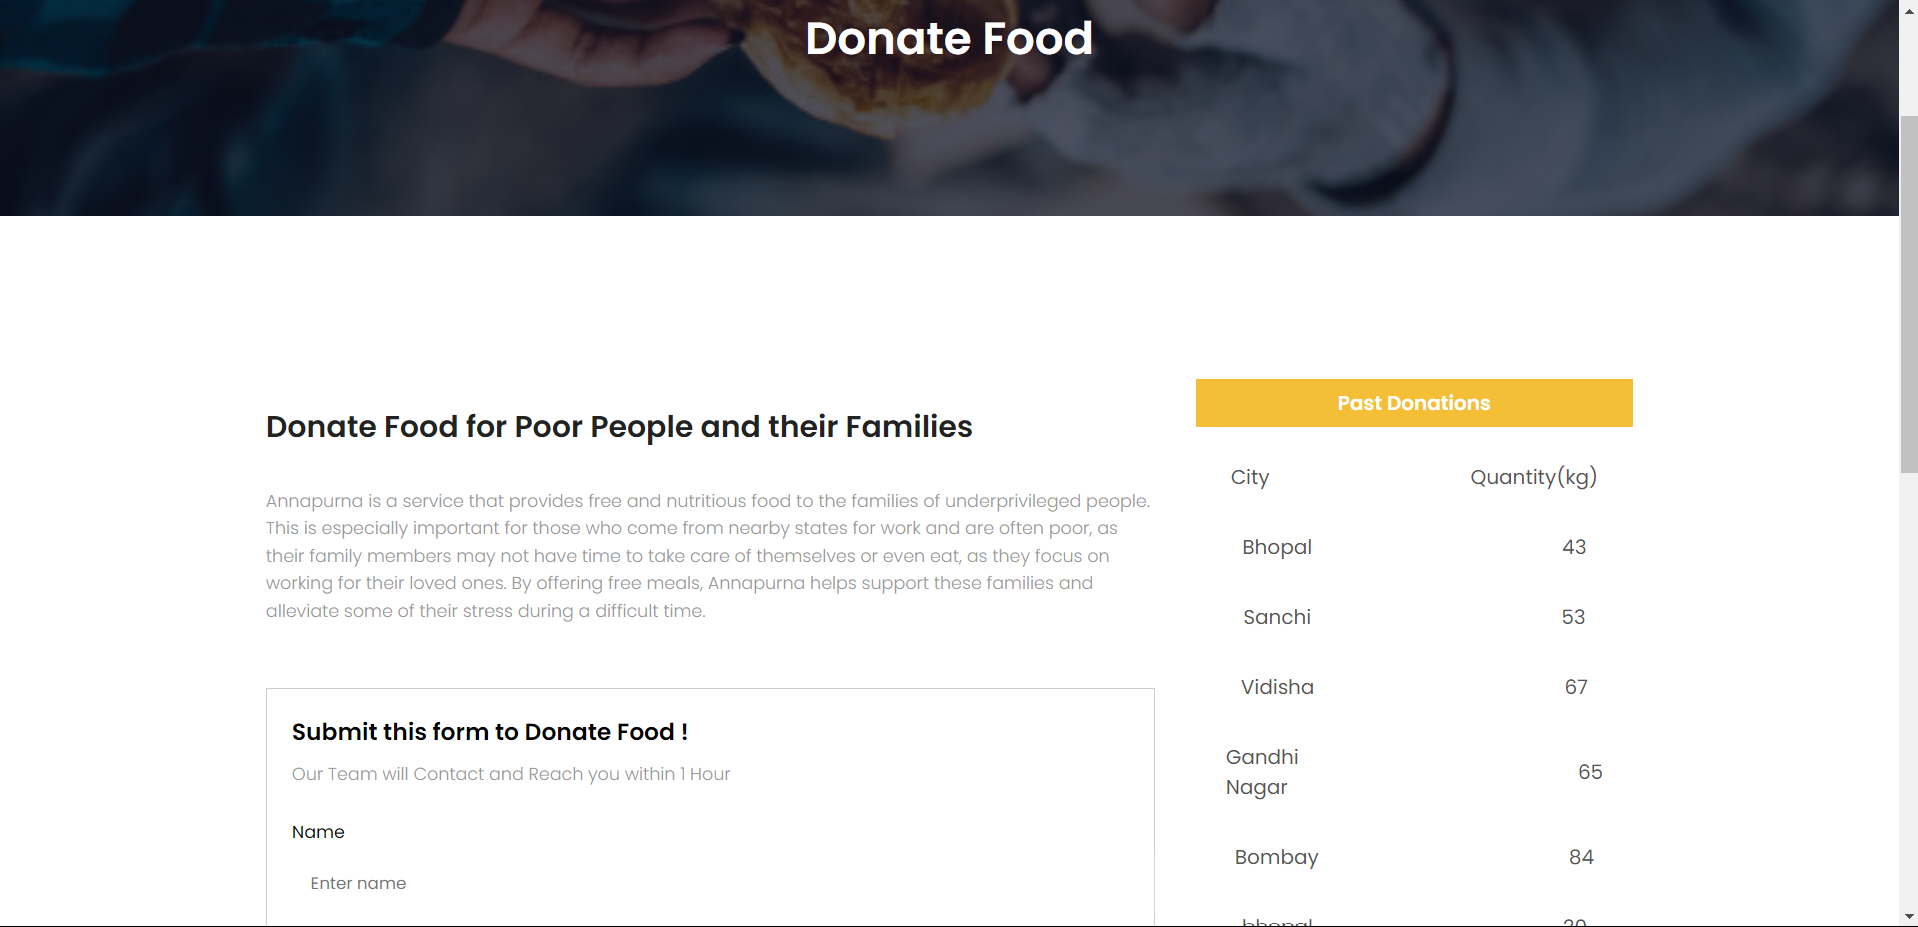 Donate Food
Donate Food for Poor People and their Families
Annapurna is a service that provides free and nutritious food to the families of underprivileged people.
This is especially important for those who come from nearby states for work and are often poor, as
their family members may not have time to take care of themselves or even eat, as they focus on
working for their loved ones. By offering free meals, Annapurna helps support these families and
alleviate some of their stress during a difficult time.
Submit this form to Donate Food !
Our Team will Contact and Reach you within 1 Hour
Name
Enter name
Past Donations
City Quantity(kg)
Bhopal 43
Sanchi 53
Vidisha 67
Gandhi
Nagar 65
Bombay 84
bhopal